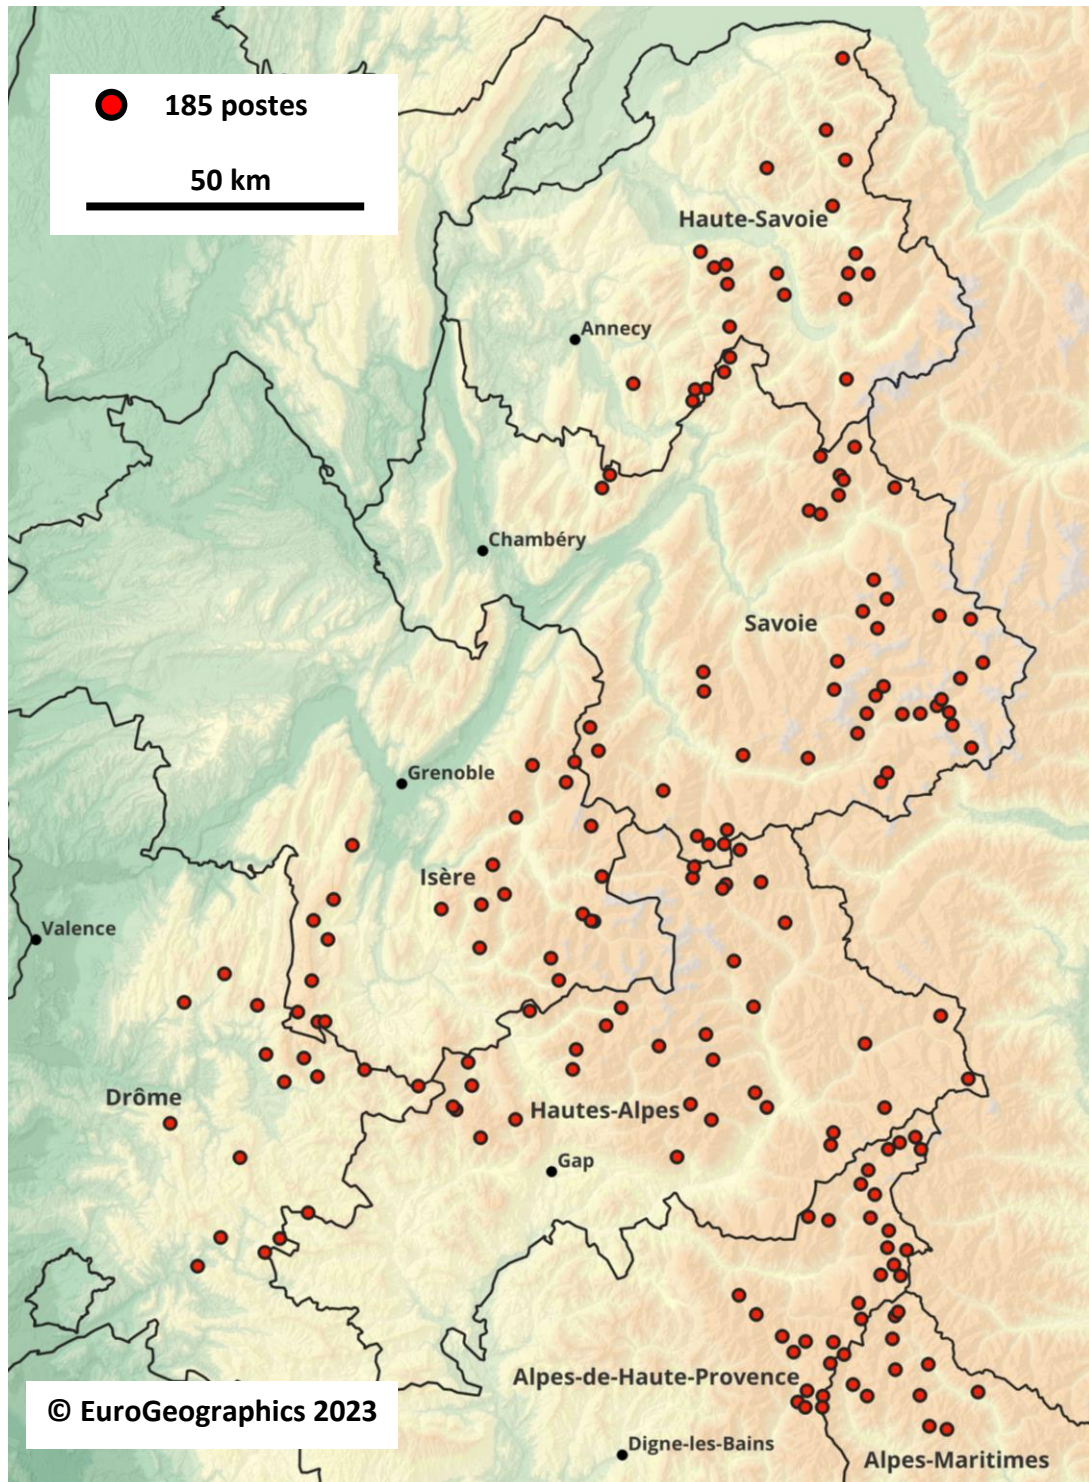 185 postes
50 km
Haute-Savoie
Annecy
Chambéry
Savoie
Grenoble
Isère
Valence
Drôme
Hautes-Alpes
Gap
Alpes-de-Haute-Provence
© EuroGeographics 2023
Digne-les-Bains
Alpes-Maritimes